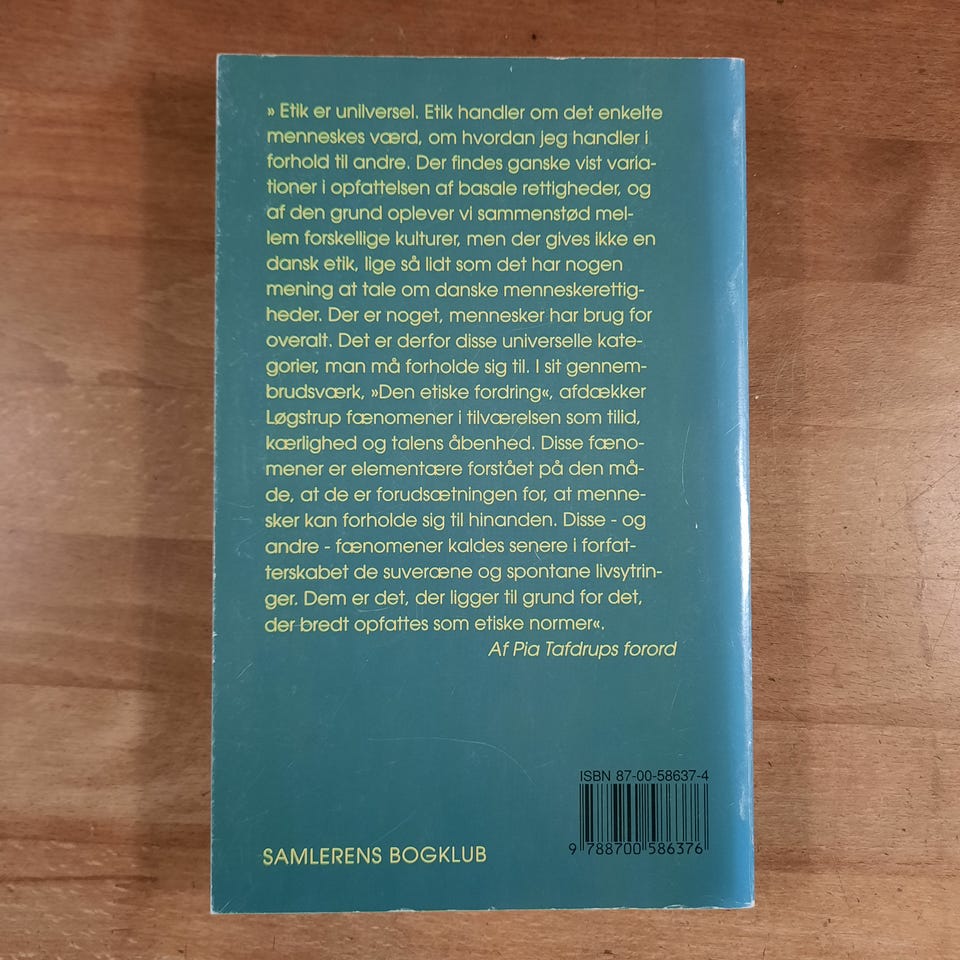 » Etik er unilversel. Etik handler om det enkelte
menneskes værd, om hvordan jeg handler i
forhold til andre. Der findes ganske vist varia-
tioner i opfattelsen af basale rettigheder, og
af den grund oplever vi sammenstød mel-
lem forskellige kulturer, men der gives ikke en
dansk etik, lige så lidt som det har nogen
mening at tale om danske menneskerettig-
heder. Der er noget, mennesker har brug for
overalt. Det er derfor disse universelle kate-
gorier, man må forholde sig til. I sit gennem-
brudsværk, »Den etiske fordring«, afdækker
Løgstrup fænomener i tilværelsen som tilid,
kærlighed og talens åbenhed. Disse fæno-
mener er elementære forstået på den må-
de, at de er forudsætningen for, at menne-
sker kan forholde sig til hinanden. Disse - og
andre - fænomener kaldes senere i forfat-
terskabet de suveræne og spontane livsytrin-
ger. Dem er det, der ligger til grund for det,
der bredt opfattes som etiske normer«.
Af Pia Tafdrups forord
ISBN 87-00-58637-4
9 788700 586376
SAMLERENS BOGKLUB